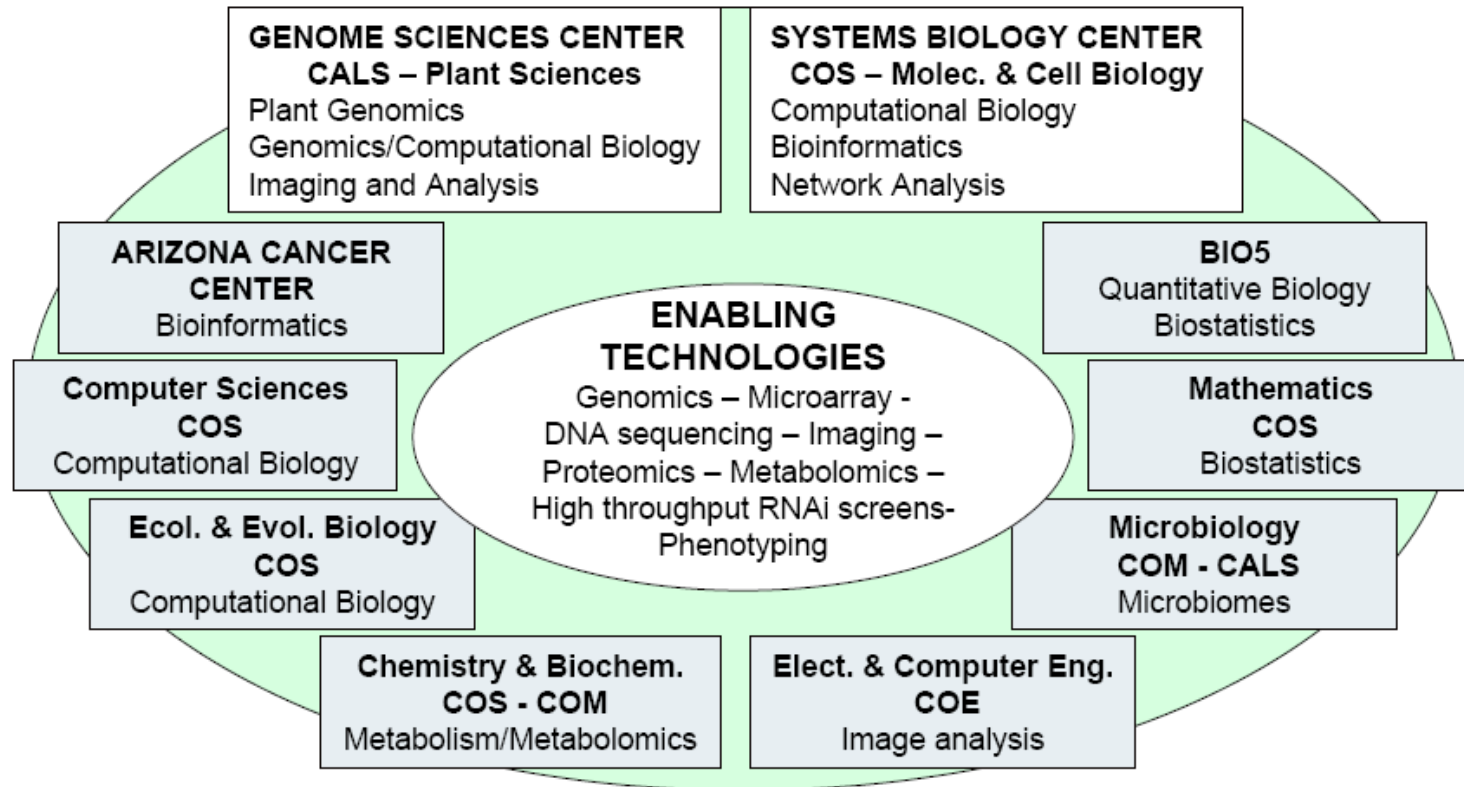 GENOME SCIENCES CENTER
CALS – Plant Sciences
Plant Genomics
Genomics/Computational Biology
Imaging and Analysis
SYSTEMS BIOLOGY CENTER
COS – Molec. & Cell Biology
Computational Biology
Bioinformatics
Network Analysis
ARIZONA CANCER
CENTER
Bioinformatics
BIO5
Quantitative Biology
Biostatistics
ENABLING
TECHNOLOGIES
Genomics – Microarray -
DNA sequencing – Imaging –
Proteomics – Metabolomics –
High throughput RNAi screens-
Phenotyping
Computer Sciences
COS
Computational Biology
Mathematics
COS
Biostatistics
Ecol. & Evol. Biology
COS
Computational Biology
Microbiology
COM - CALS
Microbiomes
Chemistry & Biochem.
COS - COM
Metabolism/Metabolomics
Elect. & Computer Eng.
COE
Image analysis